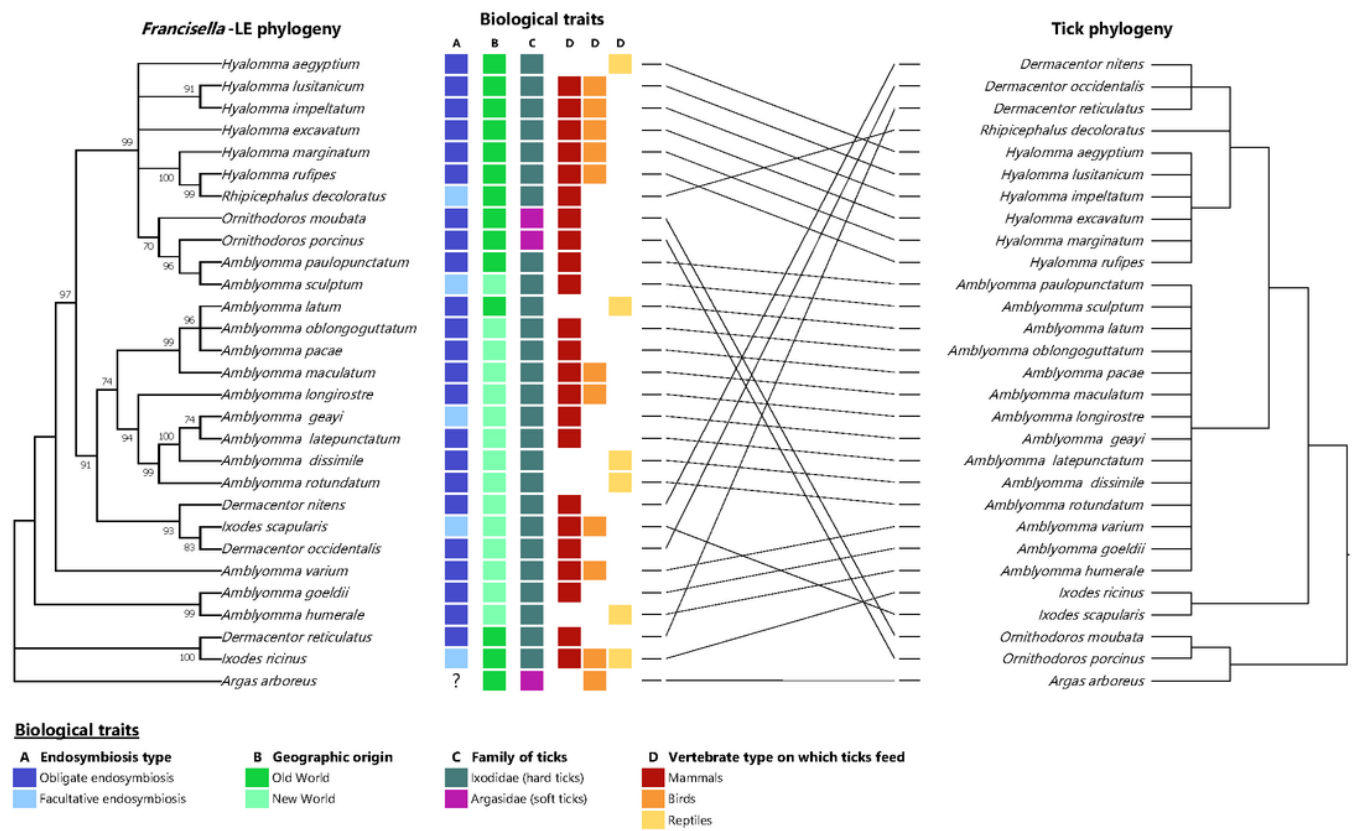 Biological traits
Francisella -LE phylogeny
Tick phylogeny
A B C D D D
Hyalomma aegyptium
Hyalomma lusitanicum
Hyalomma impeltatum
Hyalomma excavatum
Hyalomma marginatum
Hyalomma rufipes
Rhipicephalus decoloratus
Ornithodoros moubata
Ornithodoros porcinus
Amblyomma paulopunctatum
Amblyomma sculptum
Amblyomma latum
Amblyomma oblongoguttatum
Amblyomma pacae
Amblyomma maculatum
Amblyomma longirostre
Amblyomma geayi
Amblyomma latepunctatum
Amblyomma dissimile
Amblyomma rotundatum
Dermacentor nitens
Ixodes scapularis
Dermacentor occidentalis
Amblyomma varium
Amblyomma goeldii
Amblyomma humerale
Dermacentor reticulatus
Ixodes ricinus
Argas arboreus
?
91
99
100
99
70
96
97
96
99
74
94
74
100
99
91
93
83
99
100
Dermacentor nitens
Dermacentor occidentalis
Dermacentor reticulatus
Rhipicephalus decoloratus
Hyalomma aegyptium
Hyalomma lusitanicum
Hyalomma impeltatum
Hyalomma excavatum
Hyalomma marginatum
Hyalomma rufipes
Amblyomma paulopunctatum
Amblyomma sculptum
Amblyomma latum
Amblyomma oblongoguttatum
Amblyomma pacae
Amblyomma maculatum
Amblyomma longirostre
Amblyomma geayi
Amblyomma latepunctatum
Amblyomma dissimile
Amblyomma rotundatum
Amblyomma varium
Amblyomma goeldii
Amblyomma humerale
Ixodes ricinus
Ixodes scapularis
Ornithodoros moubata
Ornithodoros porcinus
Argas arboreus
Biological traits
A Endosymbiosis type
Obligate endosymbiosis
Facultative endosymbiosis
B Geographic origin
Old World
New World
C Family of ticks
Ixodidae (hard ticks)
Argasidae (soft ticks)
D Vertebrate type on which ticks feed
Mammals
Birds
Reptiles